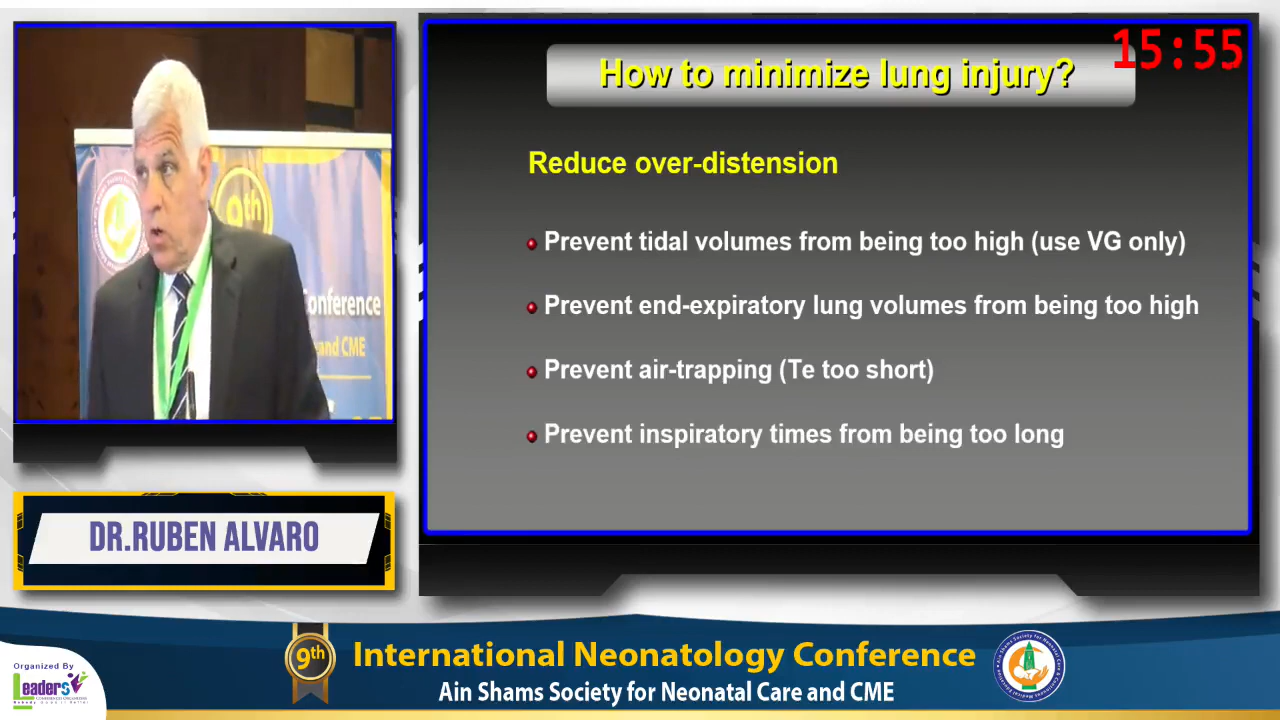 How to minimize lung injury?
15:55
Reduce over-distension
Prevent tidal volumes from being too high (use VG only)
Prevent end-expiratory lung volumes from being too high
Prevent air-trapping (Te too short)
Prevent inspiratory times from being too long
9th
Conference
and CME
DR.RUBEN ALVARO
Organized By
Leaders
9th
International Neonatology Conference
Ain Shams Society for Neonatal Care and CME